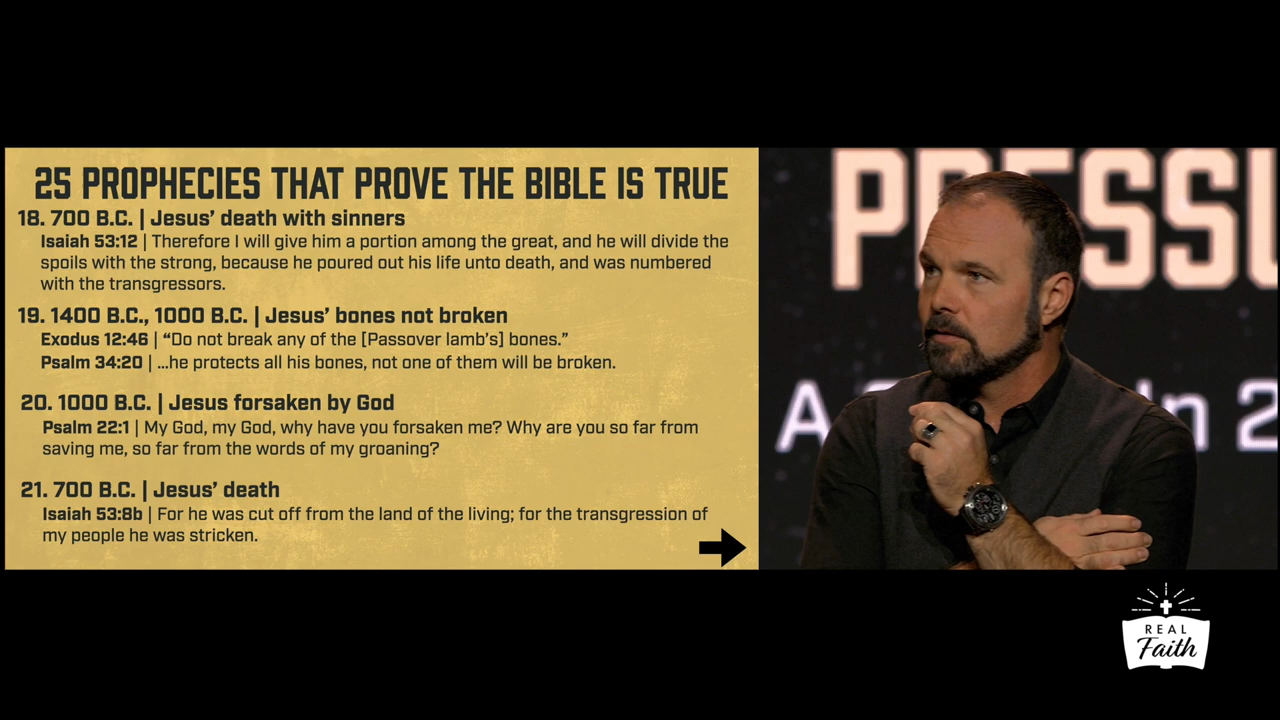 25 PROPHECIES THAT PROVE THE BIBLE IS TRUE
18. 700 B.C. | Jesus’ death with sinners
Isaiah 53:12 | Therefore I will give him a portion among the great, and he will divide the
spoils with the strong, because he poured out his life unto death, and was numbered
with the transgressors.
19. 1400 B.C., 1000 B.C. | Jesus’ bones not broken
Exodus 12:46 | “Do not break any of the [Passover lamb’s] bones.”
Psalm 34:20 | ...he protects all his bones, not one of them will be broken.
20. 1000 B.C. | Jesus forsaken by God
Psalm 22:1 | My God, my God, why have you forsaken me? Why are you so far from
saving me, so far from the words of my groaning?
21. 700 B.C. | Jesus’ death
Isaiah 53:8b | For he was cut off from the land of the living; for the transgression of
my people he was stricken.
PRESSU
A
In 2
REAL
Faith